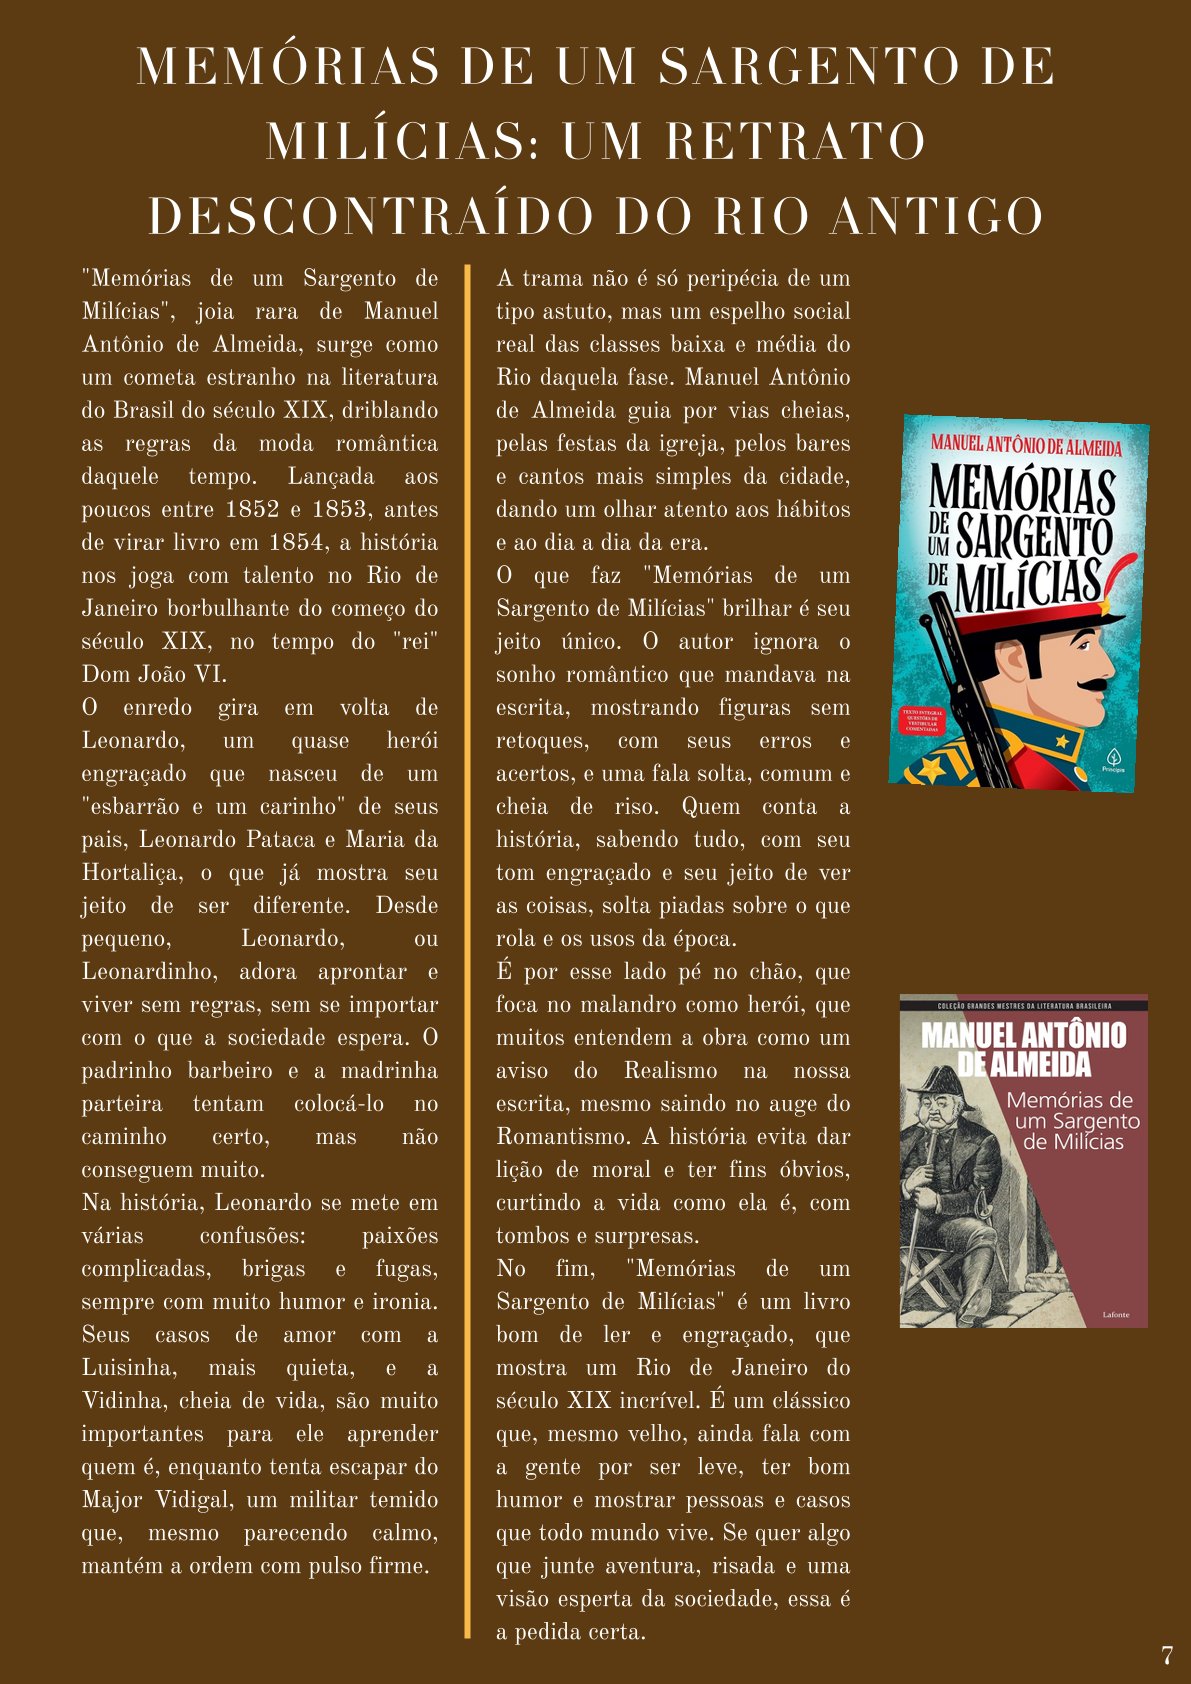 MEMÓRIAS DE UM SARGENTO DE
MILÍCIAS: UM RETRATO
DESCONTRAÍDO DO RIO ANTIGO
"Memórias de um Sargento de
Milícias", joia rara de Manuel
Antônio de Almeida, surge como
um cometa estranho na literatura
do Brasil do século XIX, driblando
as regras da moda romântica
daquele tempo. Lançada aos
poucos entre 1852 e 1853, antes
de virar livro em 1854, a história
nos joga com talento no Rio de
Janeiro borbulhante do começo do
século XIX, no tempo do "rei"
Dom João VI.
O enredo gira em volta de
Leonardo, um quase herói
engraçado que nasceu de um
"esbarrão e um carinho" de seus
pais, Leonardo Pataca e Maria da
Hortaliça, o que já mostra seu
jeito de ser diferente. Desde
pequeno, Leonardo, ou
Leonardinho, adora aprontar e
viver sem regras, sem se importar
com o que a sociedade espera. O
padrinho barbeiro e a madrinha
parteira tentam colocá-lo no
caminho certo, mas não
conseguem muito.
Na história, Leonardo se mete em
várias confusões: paixões
complicadas, brigas e fugas,
sempre com muito humor e ironia.
Seus casos de amor com a
Luisinha, mais quieta, e a
Vidinha, cheia de vida, são muito
importantes para ele aprender
quem é, enquanto tenta escapar do
Major Vidigal, um militar temido
que, mesmo parecendo calmo,
mantém a ordem com pulso firme.
A trama não é só peripécia de um
tipo astuto, mas um espelho social
real das classes baixa e média do
Rio daquela fase. Manuel Antônio
de Almeida guia por vias cheias,
pelas festas da igreja, pelos bares
e cantos mais simples da cidade,
dando um olhar atento aos hábitos
e ao dia a dia da era.
O que faz "Memórias de um
Sargento de Milícias" brilhar é seu
jeito único. O autor ignora o
sonho romântico que mandava na
escrita, mostrando figuras sem
retoques, com seus erros e
acertos, e uma fala solta, comum e
cheia de riso. Quem conta a
história, sabendo tudo, com seu
tom engraçado e seu jeito de ver
as coisas, solta piadas sobre o que
rola e os usos da época.
É por esse lado pé no chão, que
foca no malandro como herói, que
muitos entendem a obra como um
aviso do Realismo na nossa
escrita, mesmo saindo no auge do
Romantismo. A história evita dar
lição de moral e ter fins óbvios,
curtindo a vida como ela é, com
tombos e surpresas.
No fim, "Memórias de um
Sargento de Milícias" é um livro
bom de ler e engraçado, que
mostra um Rio de Janeiro do
século XIX incrível. É um clássico
que, mesmo velho, ainda fala com
a gente por ser leve, ter bom
humor e mostrar pessoas e casos
que todo mundo vive. Se quer algo
que junte aventura, risada e uma
visão esperta da sociedade, essa é
a pedida certa.
MANUEL ANTÔNIO DE ALMEIDA
MEMÓRIAS
DE UM SARGENTO
DE MILÍCIAS
TEXTO INTEGRAL
QUESTÕES DE
VESTIBULAR
COMENTADAS
Principis
COLEÇÃO GRANDES MESTRES DA LITERATURA BRASILEIRA
MANUEL ANTÔNIO
DE ALMEIDA
Memórias de
um Sargento
de Milícias
Lafonte
7